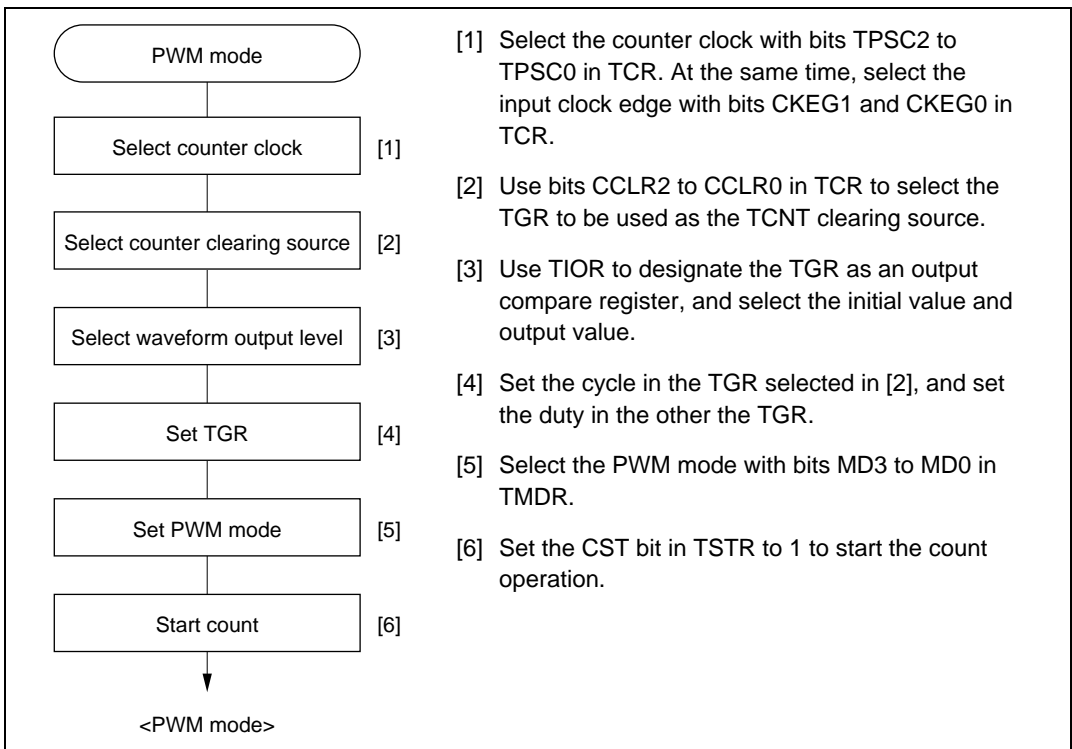 PWM mode
Select counter clock
[1]
Select counter clearing source
[2]
Select waveform output level
[3]
Set TGR
[4]
Set PWM mode
[5]
Start count
[6]
<PWM mode>
[1] Select the counter clock with bits TPSC2 to
TPSC0 in TCR. At the same time, select the
input clock edge with bits CKEG1 and CKEG0 in
TCR.
[2] Use bits CCLR2 to CCLR0 in TCR to select the
TGR to be used as the TCNT clearing source.
[3] Use TIOR to designate the TGR as an output
compare register, and select the initial value and
output value.
[4] Set the cycle in the TGR selected in [2], and set
the duty in the other the TGR.
[5] Select the PWM mode with bits MD3 to MD0 in
TMDR.
[6] Set the CST bit in TSTR to 1 to start the count
operation.